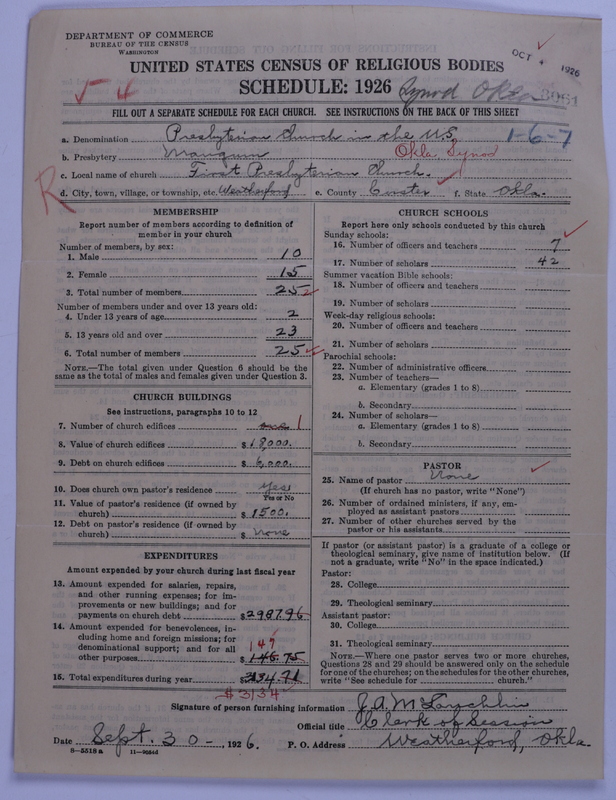 DEPARTMENT OF COMMERCE
BUREAU OF THE CENSUS
WASHINGTON
OCT 1926
UNITED STATES CENSUS OF RELIGIOUS BODIES
SCHEDULE: 1926
5 4
Synod Okla
FILL OUT A SEPARATE SCHEDULE FOR EACH CHURCH. SEE INSTRUCTIONS ON THE BACK OF THIS SHEET
a. Denomination Presbyterian Church in the U.S. 1-6-7
b. Presbytery Mangum Okla. Synod
c. Local name of church First Presbyterian Church.
R
d. City, town, village, or township, etc. Weatherford e. County Custer f. State Okla.
MEMBERSHIP
Report number of members according to definition of
member in your church
Number of members, by sex:
1. Male 10
2. Female 15
3. Total number of members 25
Number of members under and over 13 years old:
4. Under 13 years of age 2
5. 13 years old and over 23
6. Total number of members 25
NOTE.—The total given under Question 6 should be the
same as the total of males and females given under Question 3.
CHURCH BUILDINGS
See instructions, paragraphs 10 to 12
7. Number of church edifices one 1
8. Value of church edifices $18,000.
9. Debt on church edifices $6,000.
10. Does church own pastor's residence yes
Yes or No
11. Value of pastor's residence (if owned by
church) $1500.
12. Debt on pastor's residence (if owned by
church) $ None
EXPENDITURES
Amount expended by your church during last fiscal year
13. Amount expended for salaries, repairs,
and other running expenses; for im-
provements or new buildings; and for
payments on church debt $2987.96
14. Amount expended for benevolences, in-
cluding home and foreign missions; for
denominational support; and for all
147
other purposes $146.75
15. Total expenditures during year $3134.71
$3134
CHURCH SCHOOLS
Report here only schools conducted by this church
Sunday schools:
16. Number of officers and teachers 7
17. Number of scholars 42
Summer vacation Bible schools:
18. Number of officers and teachers
19. Number of scholars
Week-day religious schools:
20. Number of officers and teachers
21. Number of scholars
Parochial schools:
22. Number of administrative officers
23. Number of teachers—
a. Elementary (grades 1 to 8)
b. Secondary
24. Number of scholars—
a. Elementary (grades 1 to 8)
b. Secondary
PASTOR
25. Name of pastor None
(If church has no pastor, write "None")
26. Number of ordained ministers, if any, em-
ployed as assistant pastors
27. Number of other churches served by the
pastor or his assistants
If pastor (or assistant pastor) is a graduate of a college or
theological seminary, give name of institution below. (If
not a graduate, write "No" in the space indicated.)
Pastor:
28. College
29. Theological seminary
Assistant pastor:
30. College
31. Theological seminary
NOTE.—Where one pastor serves two or more churches,
Questions 28 and 29 should be answered only on the schedule
for one of the churches; on the schedules for the other churches,
write "See schedule for church."
Signature of person furnishing information J. A. McLauchlin
Official title Clerk of Session
Date Sept. 30 -, 1926. P. O. Address Weatherford, Okla.
8—5518 a